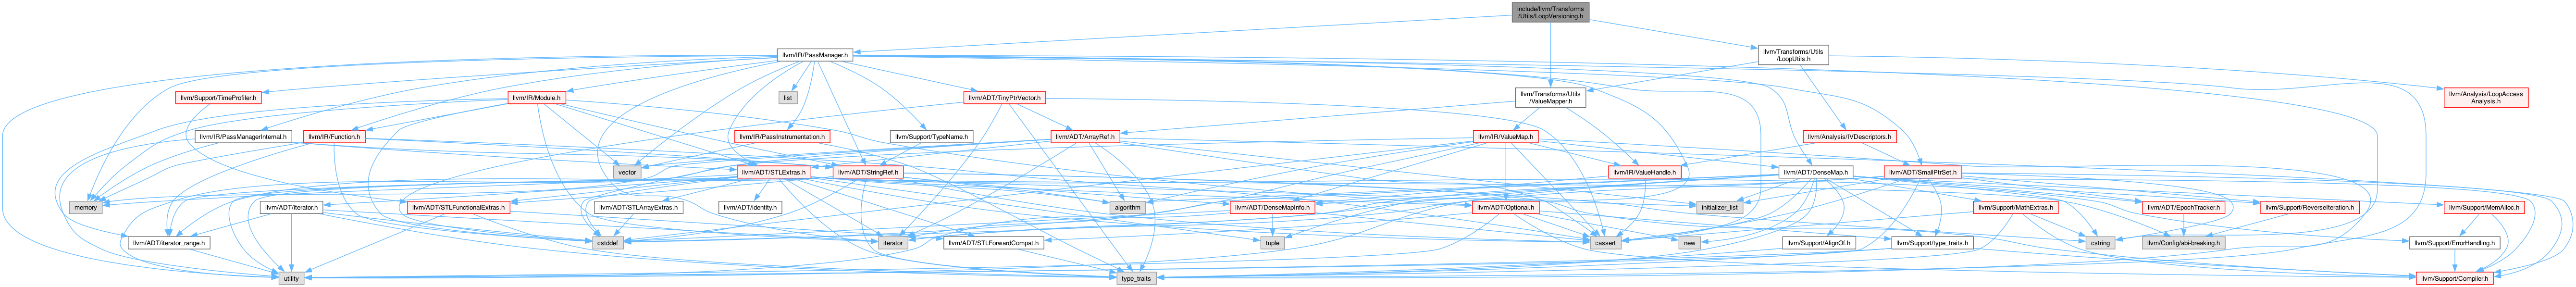 include/llvm/Transforms
/Utils/LoopVersioning.h
llvm/IR/PassManager.h
llvm/Transforms/Utils
/LoopUtils.h
llvm/Support/TimeProfiler.h
llvm/IR/Module.h
list
llvm/ADT/TinyPtrVector.h
llvm/Transforms/Utils
/ValueMapper.h
llvm/Analysis/LoopAccess
Analysis.h
llvm/IR/PassManagerInternal.h
llvm/IR/Function.h
llvm/IR/PassInstrumentation.h
llvm/Support/TypeName.h
llvm/ADT/ArrayRef.h
llvm/IR/ValueMap.h
llvm/Analysis/IVDescriptors.h
vector
llvm/ADT/STLExtras.h
llvm/ADT/StringRef.h
llvm/IR/ValueHandle.h
llvm/ADT/DenseMap.h
llvm/ADT/SmallPtrSet.h
memory
llvm/ADT/iterator.h
llvm/ADT/STLFunctionalExtras.h
llvm/ADT/STLArrayExtras.h
llvm/ADT/identity.h
algorithm
llvm/ADT/DenseMapInfo.h
llvm/ADT/Optional.h
initializer_list
llvm/Support/MathExtras.h
llvm/ADT/EpochTracker.h
llvm/Support/ReverseIteration.h
llvm/Support/MemAlloc.h
llvm/ADT/iterator_range.h
cstddef
iterator
llvm/ADT/STLForwardCompat.h
tuple
cassert
new
llvm/Support/AlignOf.h
llvm/Support/type_traits.h
cstring
llvm/Config/abi-breaking.h
llvm/Support/ErrorHandling.h
utility
type_traits
llvm/Support/Compiler.h